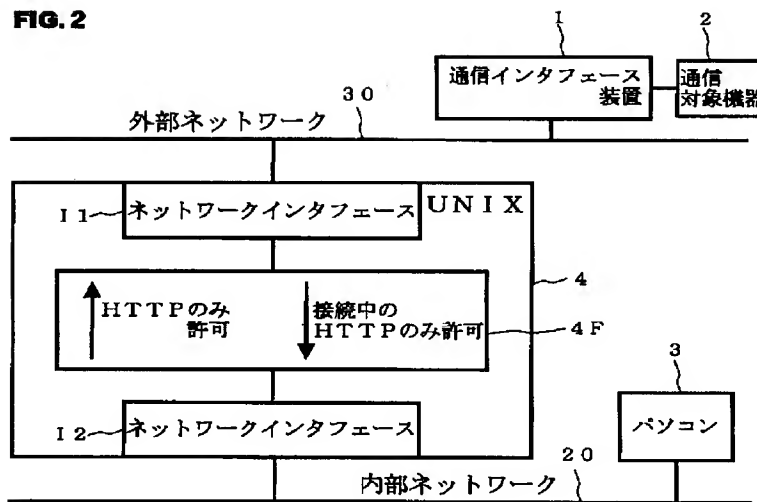 FIG. 2
1
2
通信インタフェース
装置
通信
対象機器
30
外部ネットワーク
I1
ネットワークインタフェース
UNIX
4
HTTPのみ
許可
接続中の
HTTPのみ許可
4F
3
I2
ネットワークインタフェース
パソコン
内部ネットワーク
20